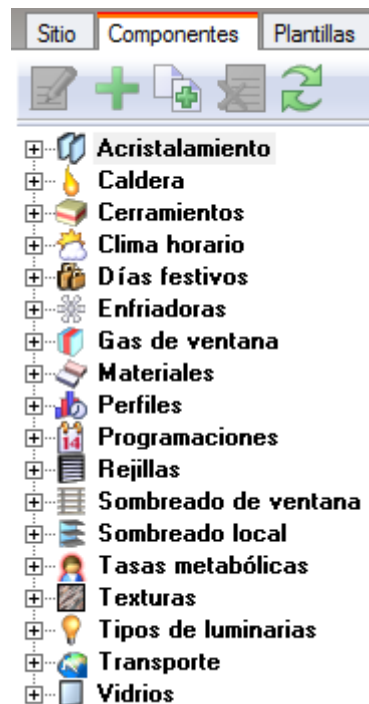 Sitio Componentes Plantillas
Acristalamiento
Caldera
Cerramientos
Clima horario
Días festivos
Enfriadoras
Gas de ventana
Materiales
Perfiles
14 Programaciones
Rejillas
Sombreado de ventana
Sombreado local
Tasas metabólicas
Texturas
Tipos de luminarias
Transporte
Vidrios